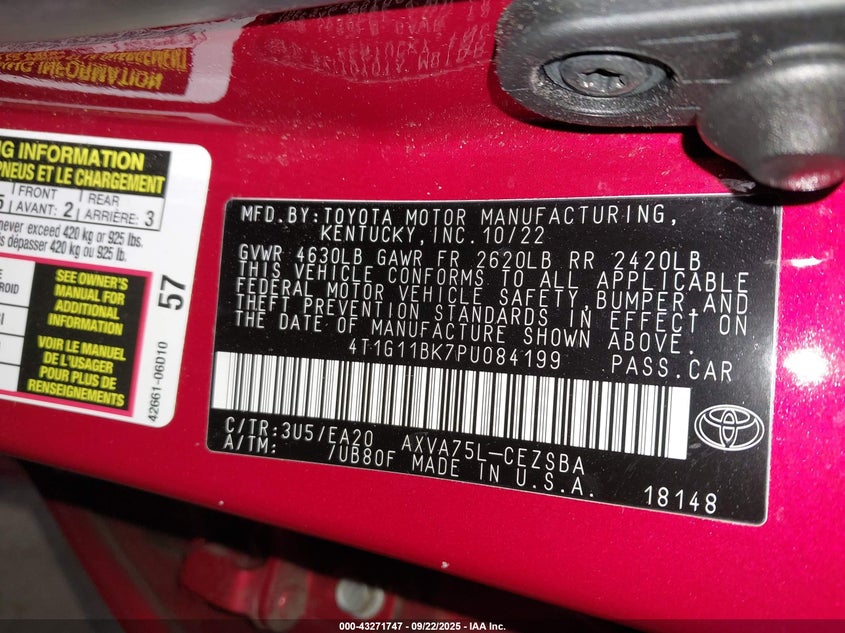 NG INFORMATION
PNEUS ET LE CHARGEMENT
5 FRONT AVANT: 2 REAR ARRIÈRE: 3
never exceed 420 kg or 925 lbs.
dépasser 420 kg ou 925 lb.
SEE OWNER'S
MANUAL FOR
ADDITIONAL
INFORMATION
VOIR LE MANUEL
DE L'USAGER
POUR PLUS DE
RENSEIGNEMENTS
57
42661-06D10
MFD.BY:TOYOTA MOTOR MANUFACTURING,
KENTUCKY,INC.10/22
GVWR 4630LB GAWR FR 2620LB RR 2420LB
THIS VEHICLE CONFORMS TO ALL APPLICABLE
FEDERAL MOTOR VEHICLE SAFETY,BUMPER,AND
THEFT PREVENTION STANDARDS IN EFFECT ON
THE DATE OF MANUFACTURE SHOWN ABOVE.
4T1G11BK7PU084199 PASS.CAR
C/TR:3U5/EA20 AXVA75L-CEZSBA
A/TM: /UB80F MADE IN U.S.A.
18148
TOYOTA
000-43271747 - 09/22/2025 - IAA Inc.